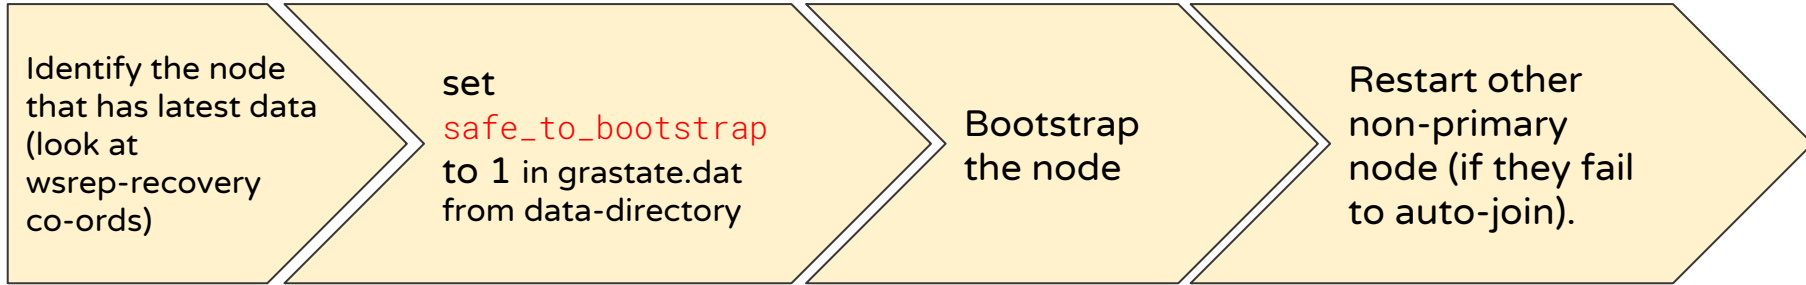 Identify the node
that has latest data
(look at
wsrep-recovery
co-ords)
set
safe_to_bootstrap
to 1 in grastate.dat
from data-directory
Bootstrap
the node
Restart other
non-primary
node (if they fail
to auto-join).